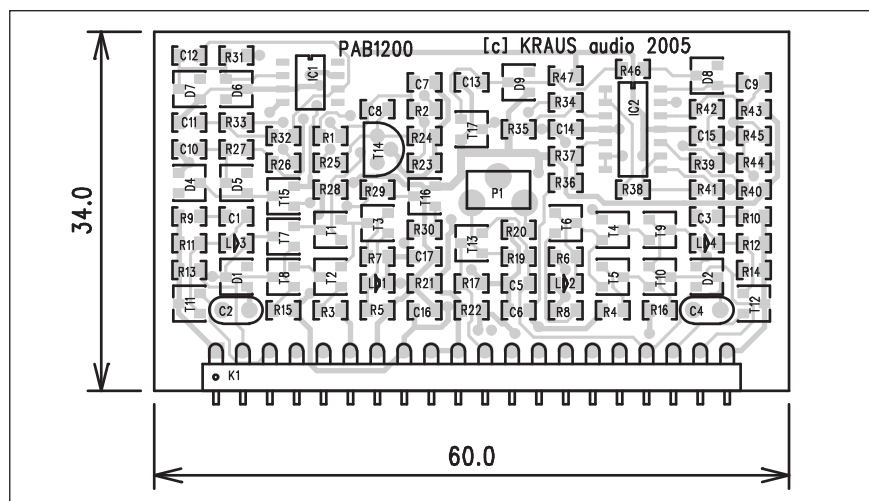 PAB1200 [c] KRAUS audio 2005
C12 R31 IC1 R46 D8
D7 D6 C7 C13 D9 R47 IC2 C9
C8 R2 R34 R42 R43
C11 R33 T17 R35 C14 C15 R45
R32 R1 T14 R24
C10 R27 R26 R25 R23 R37 R39 R44
D4 D5 R28 R29 T16 P1 R36 R38 R41 R40
T15
R9 C1 T7 T1 T3 R30 T13 R20 T6 T4 T9 C3 R10
R11 LD3 LD4 R12
R13 D1 T8 T2 R7 C17 R19 R6 T5 T10 D2 R14
LD1 R21 R17 C5 LD2
T11 C2 R15 R3 R5 C16 R22 C6 R8 R4 R16 C4 T12
K1
34.0
60.0